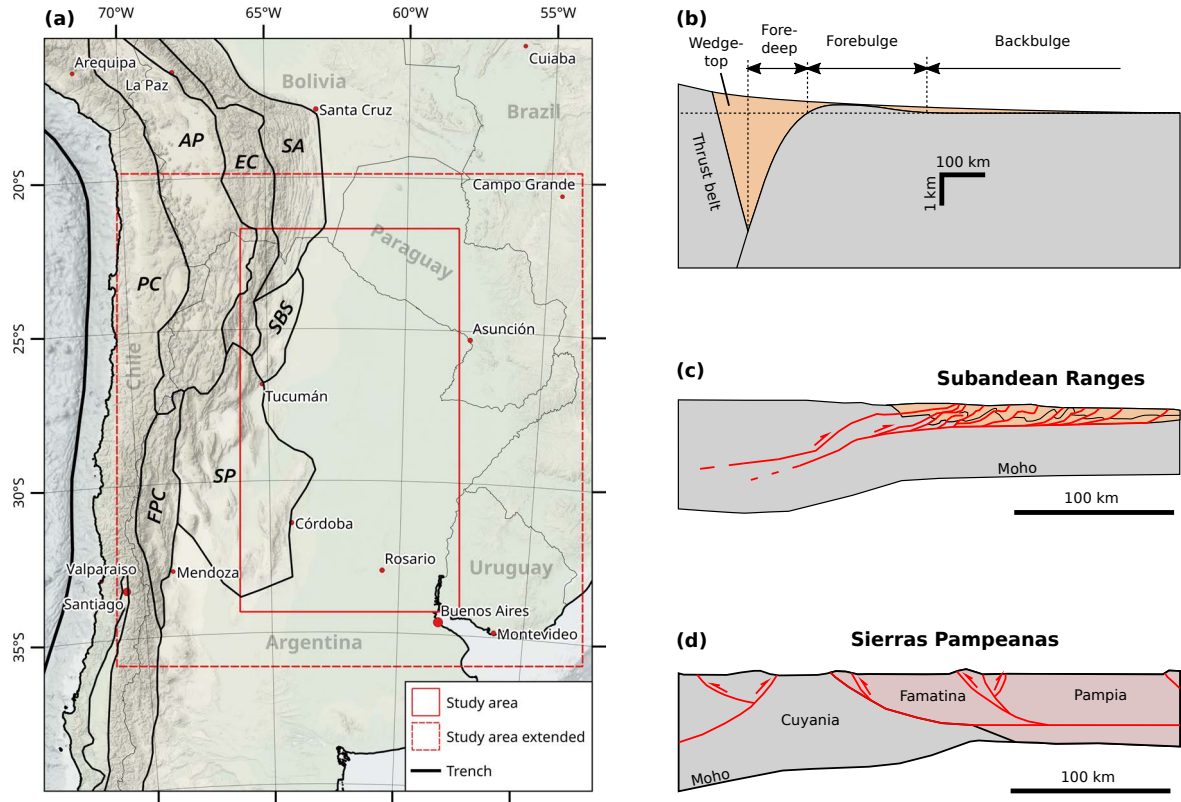 (a)
70°W
65°W
60°W
55°W
20°S
25°S
30°S
35°S
Arequipa
La Paz
Bolivia
Cuiaba
Santa Cruz
Brazil
AP
EC
SA
Campo Grande
Paraguay
PC
SBS
Asunción
Chile
Tucumán
SP
FPC
Córdoba
Rosario
Uruguay
Valparaiso
Mendoza
Santiago
Buenos Aires
Montevideo
Argentina
Study area
Study area extended
Trench
(b)
Wedge-
top
Fore-
deep
Forebulge
Backbulge
Thrust belt
100 km
1 km
(c)
Subandean Ranges
Moho
100 km
(d)
Sierras Pampeanas
Cuyania
Famatina
Pampia
Moho
100 km